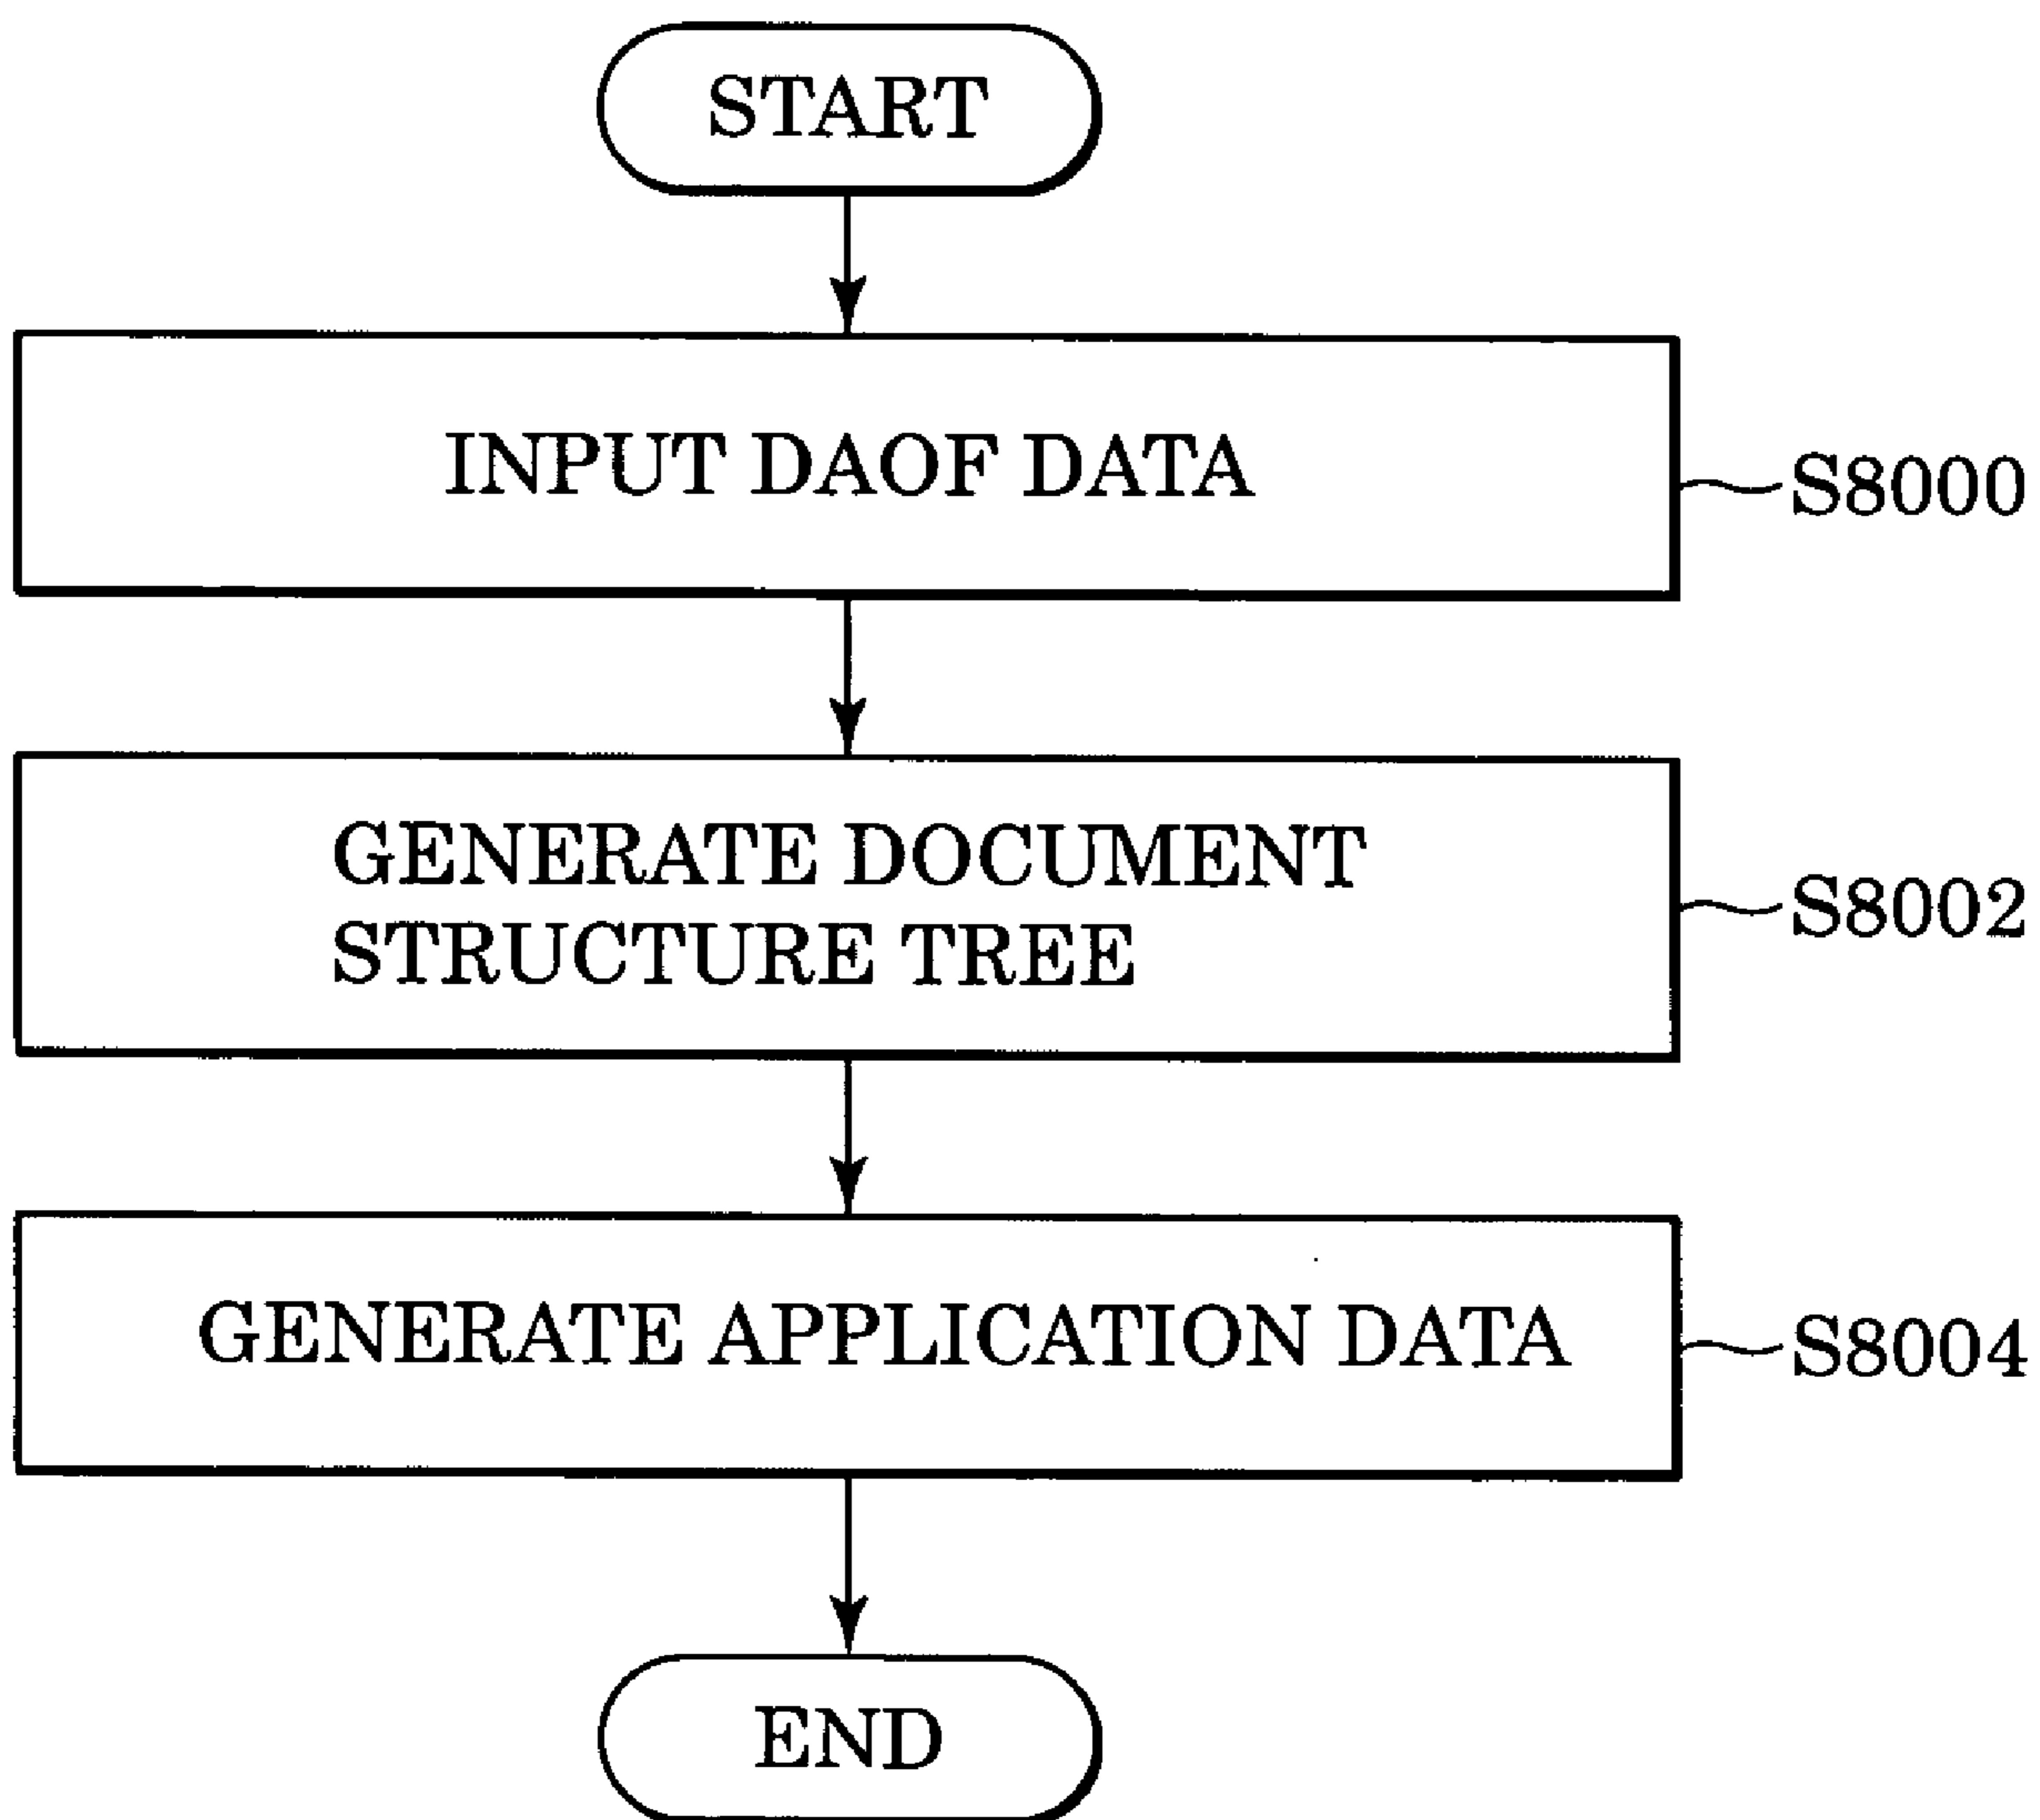 START
INPUT DAOF DATA
S8000
GENERATE DOCUMENT
STRUCTURE TREE
S8002
GENERATE APPLICATION DATA
S8004
END